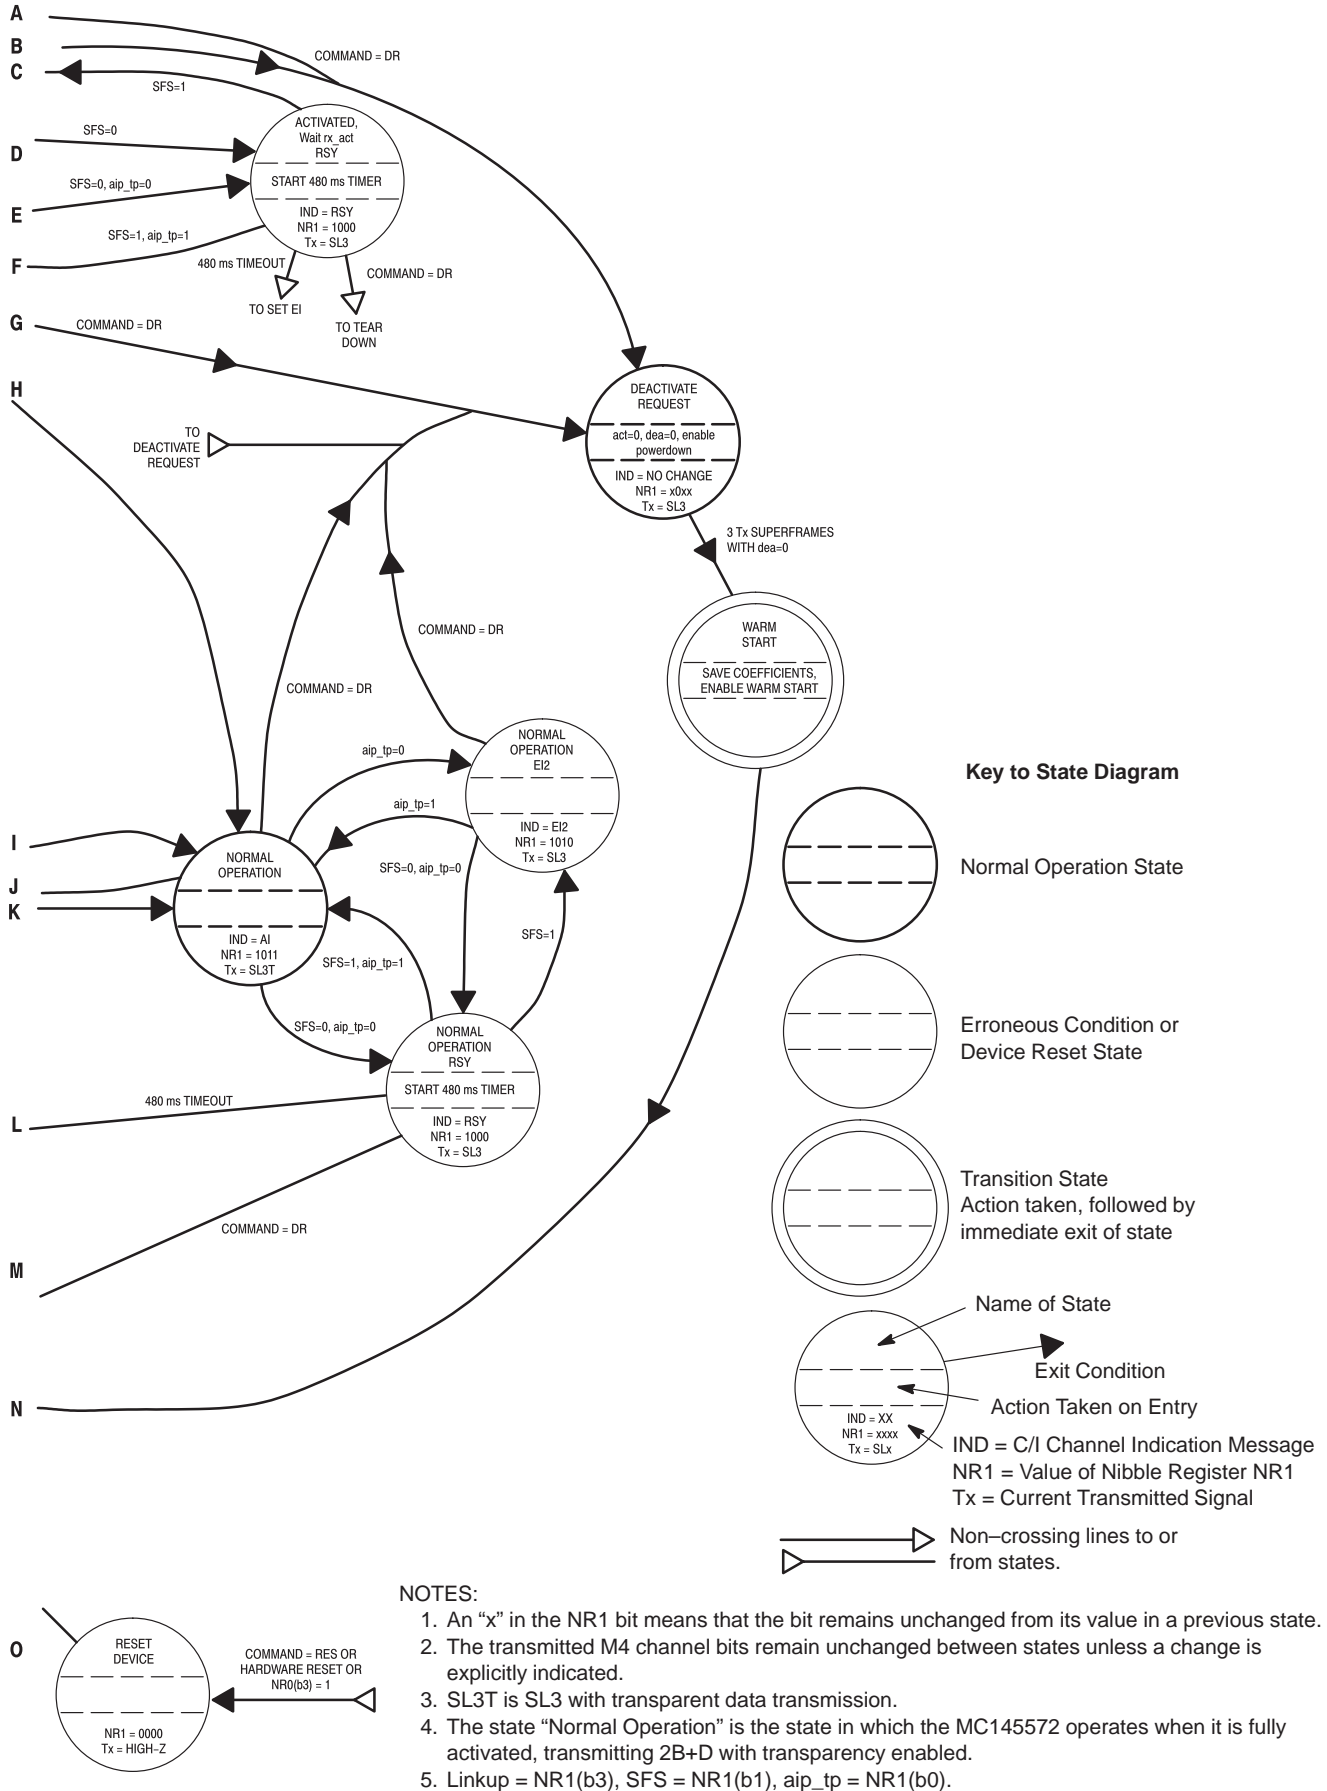 A
B
COMMAND = DR
C
SFS=1
ACTIVATED,
Wait rx_act
RSY
START 480 ms TIMER
IND = RSY
NR1 = 1000
Tx = SL3
D
SFS=0
SFS=0, aip_tp=0
E
SFS=1, aip_tp=1
F
480 ms TIMEOUT
COMMAND = DR
TO SET EI
TO TEAR
DOWN
G
COMMAND = DR
H
TO
DEACTIVATE
REQUEST
DEACTIVATE
REQUEST
act=0, dea=0, enable
powerdown
IND = NO CHANGE
NR1 = x0xx
Tx = SL3
3 Tx SUPERFRAMES
WITH dea=0
WARM
START
SAVE COEFFICIENTS,
ENABLE WARM START
COMMAND = DR
COMMAND = DR
aip_tp=0
NORMAL
OPERATION
EI2
IND = EI2
NR1 = 1010
Tx = SL3
aip_tp=1
SFS=0, aip_tp=0
I
J
K
NORMAL
OPERATION
IND = AI
NR1 = 1011
Tx = SL3T
SFS=1
SFS=1, aip_tp=1
SFS=0, aip_tp=0
NORMAL
OPERATION
RSY
START 480 ms TIMER
IND = RSY
NR1 = 1000
Tx = SL3
480 ms TIMEOUT
L
COMMAND = DR
M
N
Key to State Diagram
Normal Operation State
Erroneous Condition or
Device Reset State
Transition State
Action taken, followed by
immediate exit of state
Name of State
Exit Condition
Action Taken on Entry
IND = XX
NR1 = xxxx
Tx = SLx
IND = C/I Channel Indication Message
NR1 = Value of Nibble Register NR1
Tx = Current Transmitted Signal
Non–crossing lines to or
from states.
O
RESET
DEVICE
NR1 = 0000
Tx = HIGH–Z
COMMAND = RES OR
HARDWARE RESET OR
NR0(b3) = 1
NOTES:
1. An “x” in the NR1 bit means that the bit remains unchanged from its value in a previous state.
2. The transmitted M4 channel bits remain unchanged between states unless a change is
explicitly indicated.
3. SL3T is SL3 with transparent data transmission.
4. The state “Normal Operation” is the state in which the MC145572 operates when it is fully
activated, transmitting 2B+D with transparency enabled.
5. Linkup = NR1(b3), SFS = NR1(b1), aip_tp = NR1(b0).